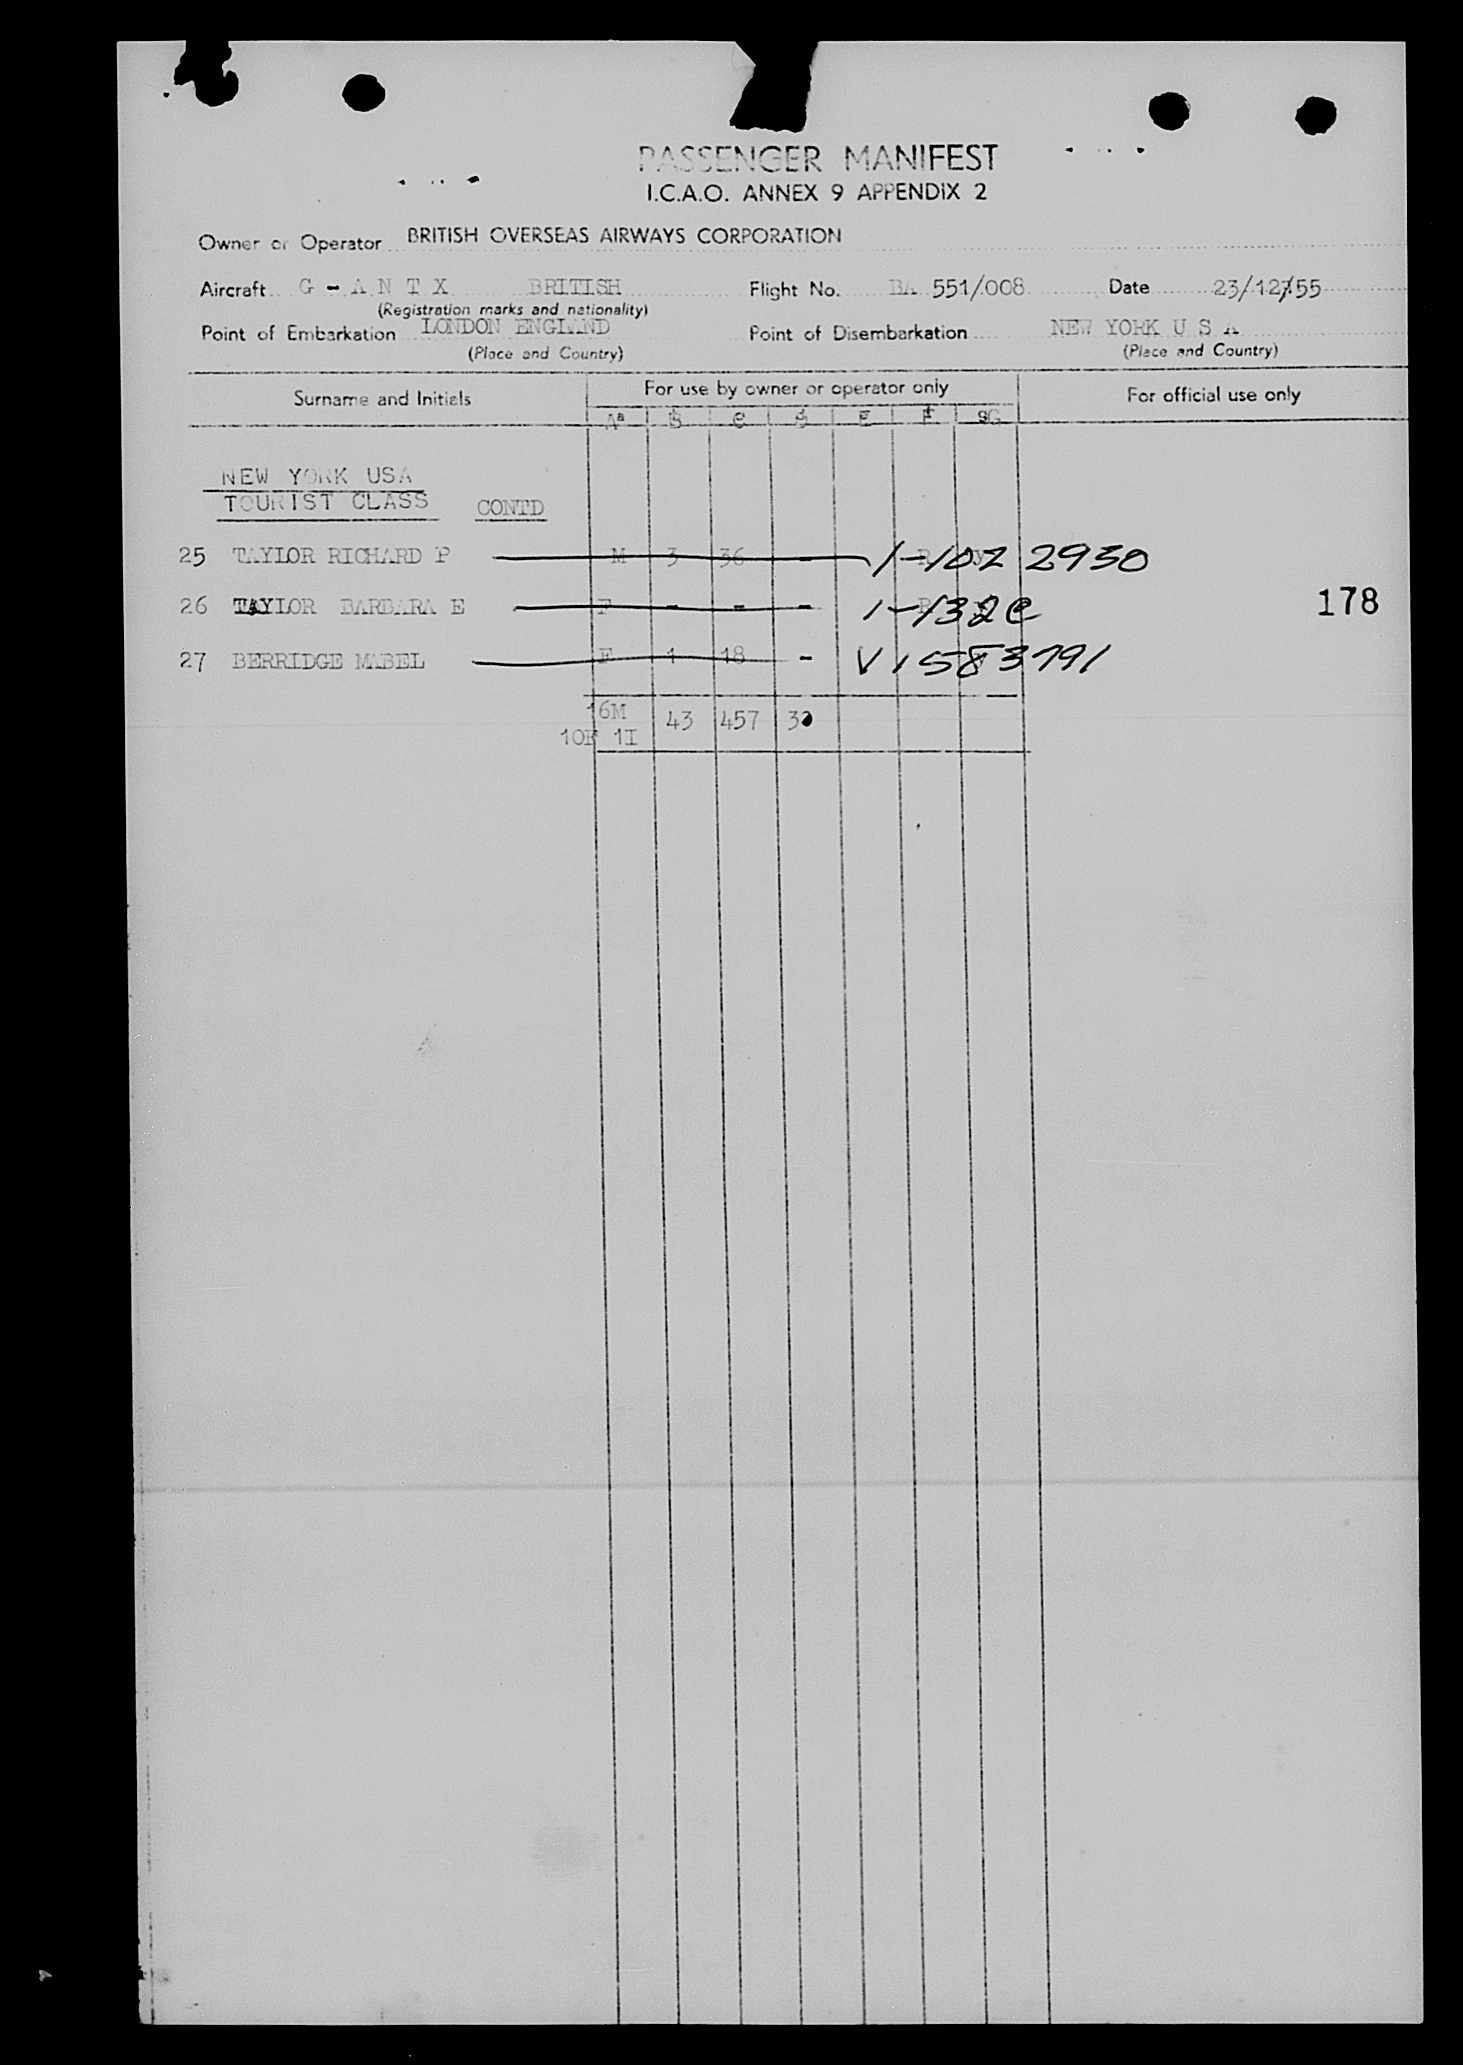 PASSENGER MANIFEST
I.C.A.O. ANNEX 9 APPENDIX 2
Owner or Operator BRITISH OVERSEAS AIRWAYS CORPORATION
Aircraft G - A N T X BRITISH Flight No. BA 551/008 Date 23/12/55
(Registration marks and nationality)
Point of Embarkation LONDON ENGLAND Point of Disembarkation NEW YORK U S A
(Place and Country) (Place and Country)
Surname and Initials For use by owner or operator only For official use only
NEW YORK USA
TOURIST CLASS CONTD
25 TAYLOR RICHARD P M 3 36 - 1-102 2930
26 TAYLOR BARBARA E F - - - 1-132 178
27 BERRIDGE MABEL F 1 18 - V1583791
16M 43 457 30
10F 1I